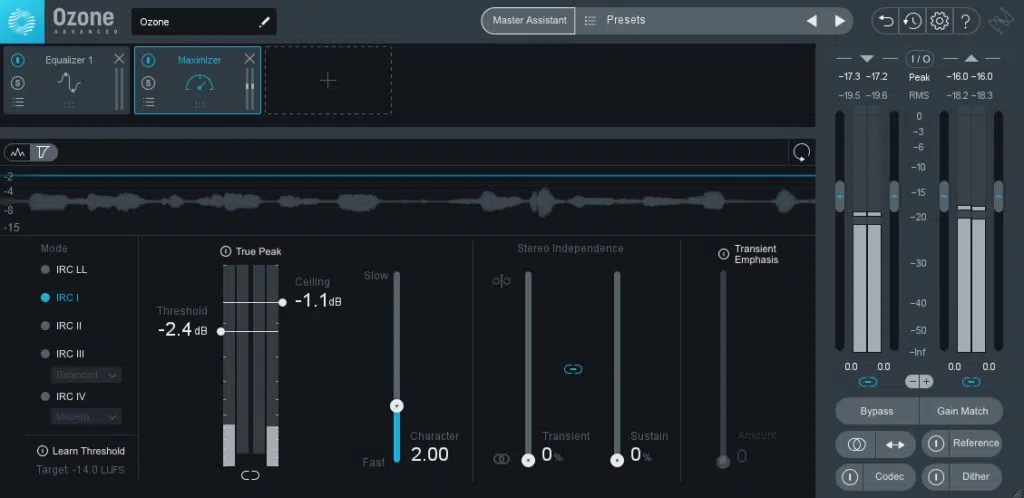 Ozone
ADVANCED
Ozone
Master Assistant
Presets
?
Equalizer 1
S
Maximizer
S
+
I/O
-17.3 -17.2
Peak
-16.0 -16.0
-19.5 -19.6
RMS
-18.2 -18.3
0
-3
-6
-10
-15
-20
-30
-40
-50
-Inf
0.0 0.0
0.0 0.0
-2
-4
-8
-15
Mode
IRC LL
IRC I
IRC II
IRC III
Balanced
IRC IV
Modern
Learn Threshold
Target: -14.0 LUFS
True Peak
Threshold
-2.4 dB
Ceiling
-1.1 dB
Slow
Fast
Character
2.00
Stereo Independence
Transient
0%
Sustain
0%
Transient
Emphasis
Amount
0
Bypass
Gain Match
Reference
Codec
Dither